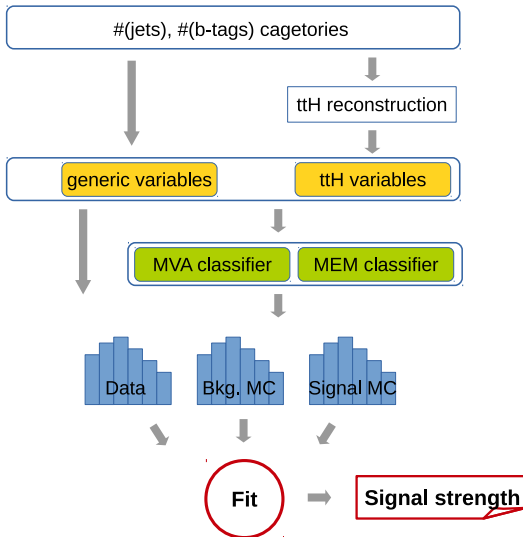 #(jets), #(b-tags) cagetories
ttH reconstruction
generic variables
ttH variables
MVA classifier
MEM classifier
Data
Bkg. MC
Signal MC
Fit
Signal strength